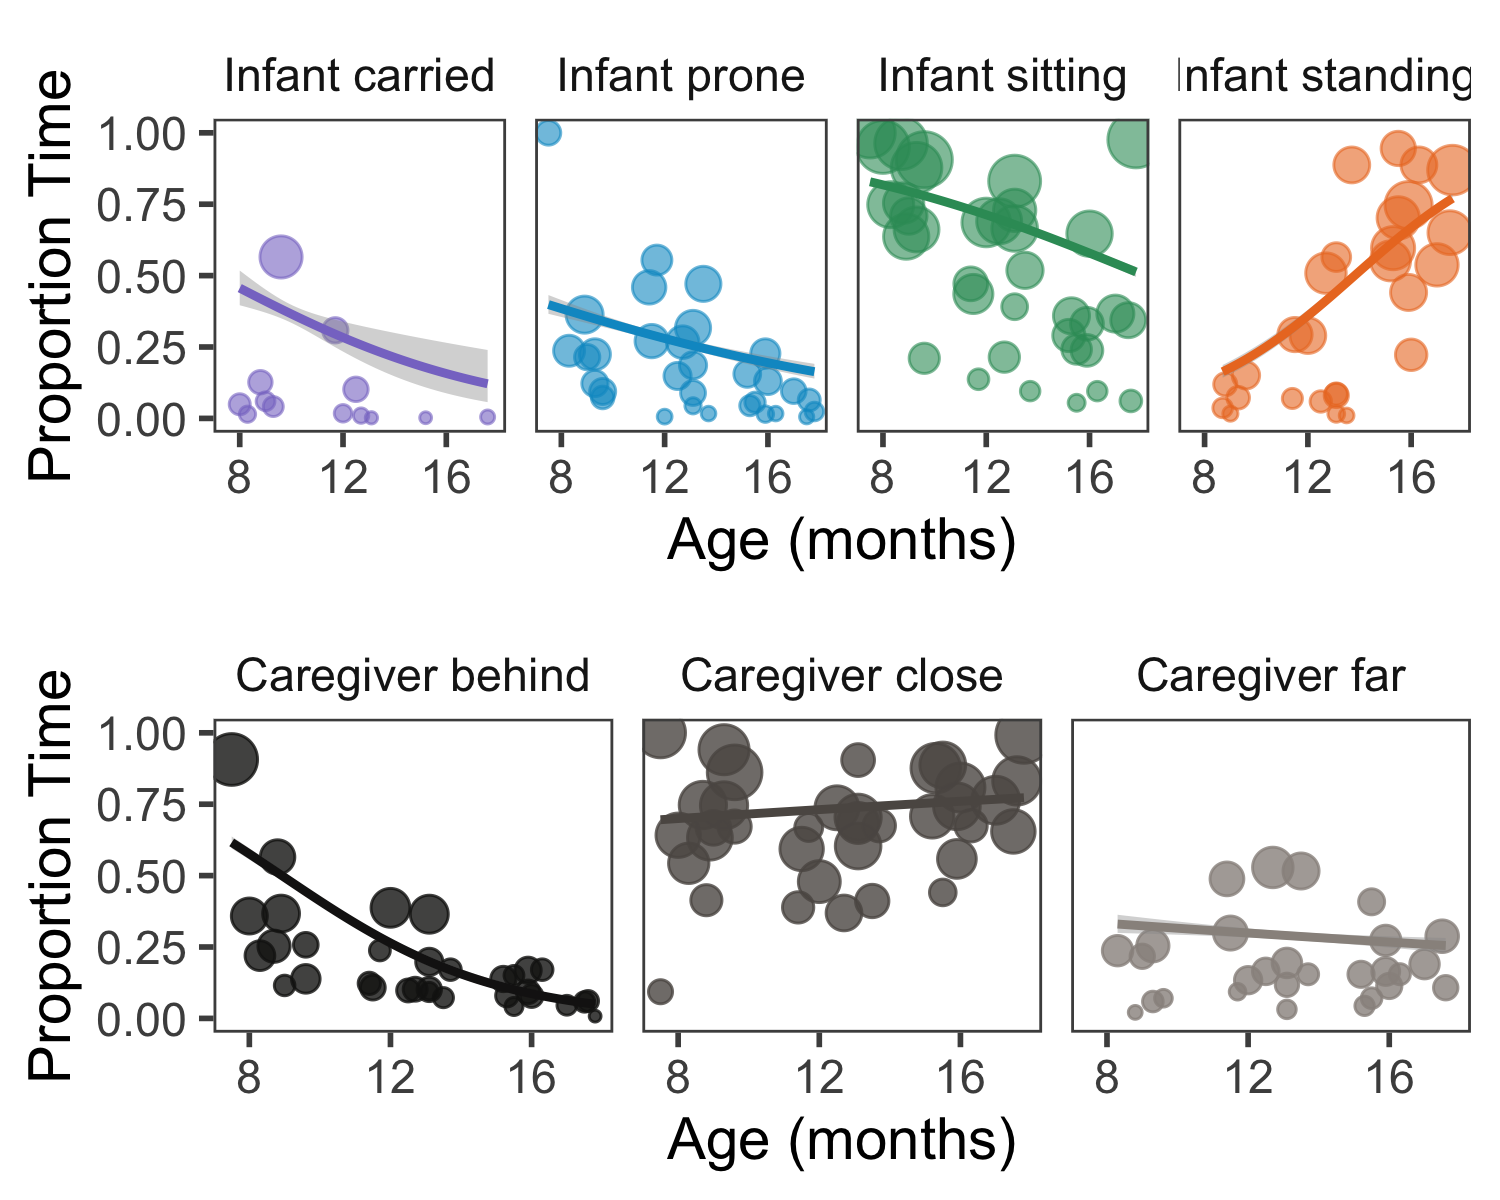 Infant carried Infant prone Infant sitting Infant standing
Proportion Time
1.00
0.75
0.50
0.25
0.00
8 12 16 8 12 16 8 12 16 8 12 16
Age (months)
Caregiver behind Caregiver close Caregiver far
Proportion Time
1.00
0.75
0.50
0.25
0.00
8 12 16 8 12 16 8 12 16
Age (months)